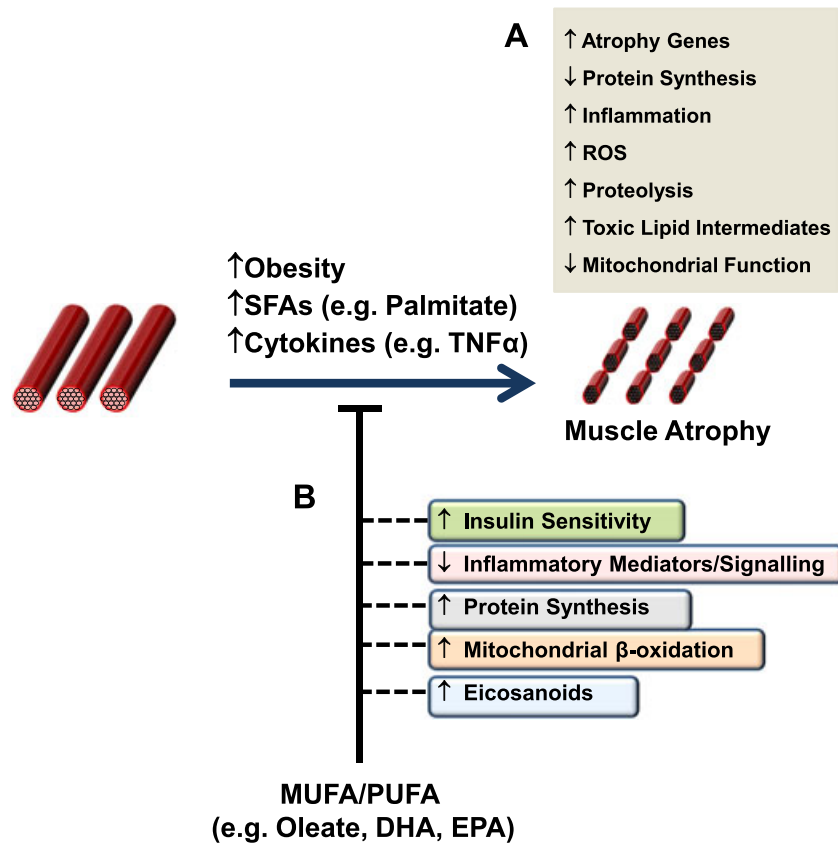 A
↑ Atrophy Genes
↓ Protein Synthesis
↑ Inflammation
↑ ROS
↑ Proteolysis
↑ Toxic Lipid Intermediates
↓ Mitochondrial Function
↑Obesity
↑SFAs (e.g. Palmitate)
↑Cytokines (e.g. TNFα)
Muscle Atrophy
B
↑ Insulin Sensitivity
↓ Inflammatory Mediators/Signalling
↑ Protein Synthesis
↑ Mitochondrial β-oxidation
↑ Eicosanoids
MUFA/PUFA
(e.g. Oleate, DHA, EPA)